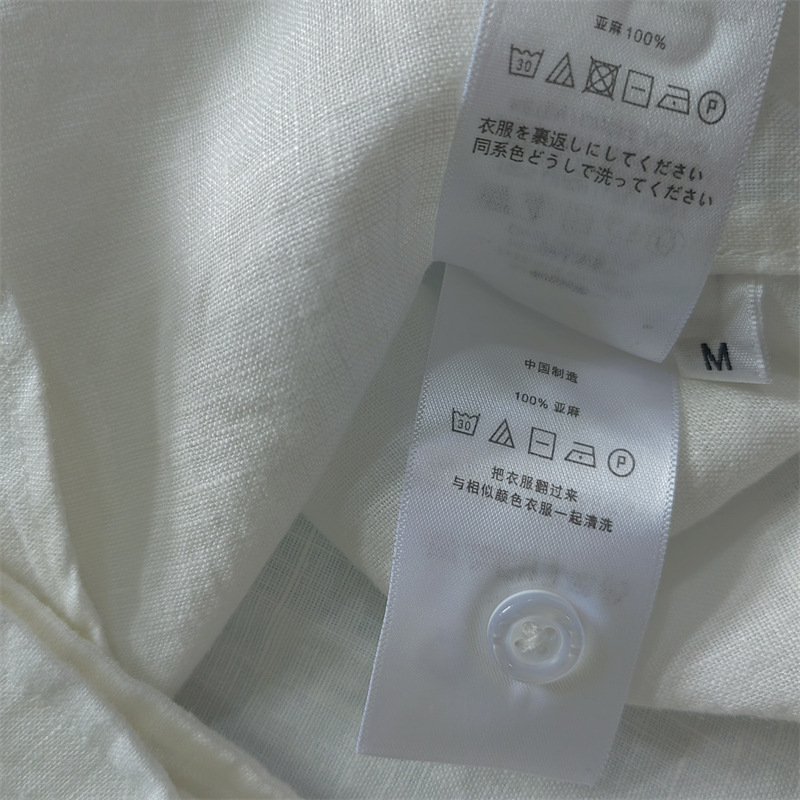 亚麻100%
30 P
衣服を裏返しにしてください
同系色どうしで洗ってください
M
中国制造
100% 亚麻
30 P
把衣服翻过来
与相似颜色衣服一起清洗